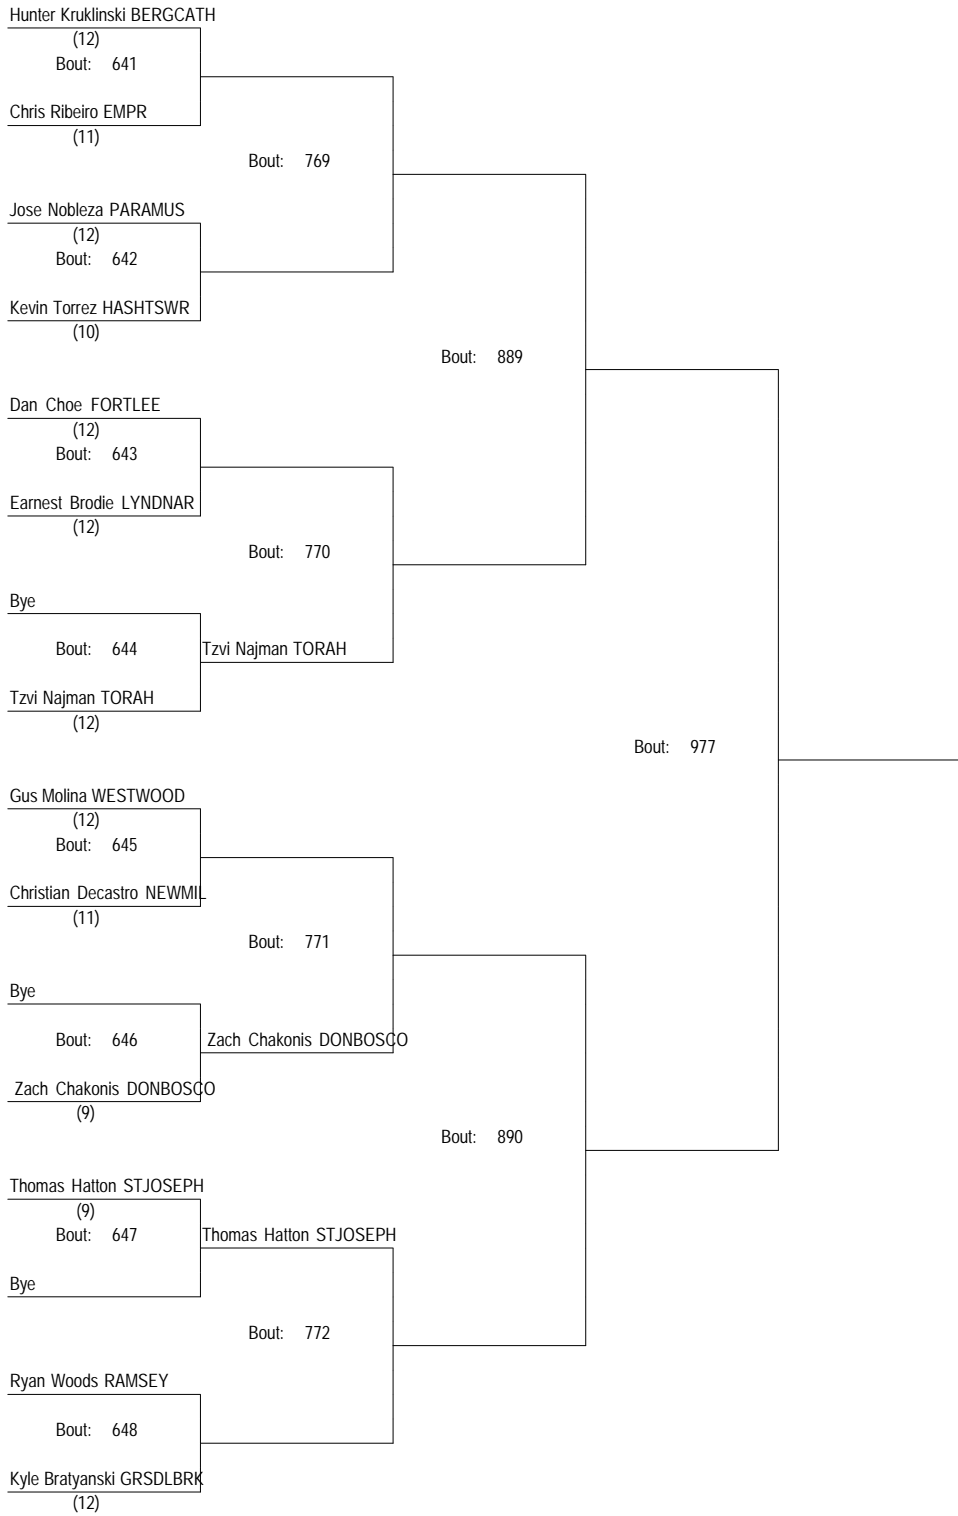 Hunter Kruklinski BERGCATH
(12)
Bout: 641
Chris Ribeiro EMPR
(11)
Bout: 769
Jose Nobleza PARAMUS
(12)
Bout: 642
Kevin Torrez HASHTSWR
(10)
Bout: 889
Dan Choe FORTLEE
(12)
Bout: 643
Earnest Brodie LYNDNAR
(12)
Bout: 770
Bye
Bout: 644
Tzvi Najman TORAH
Tzvi Najman TORAH
(12)
Bout: 977
Gus Molina WESTWOOD
(12)
Bout: 645
Christian Decastro NEWMIL
(11)
Bout: 771
Bye
Bout: 646
Zach Chakonis DONBOSCO
Zach Chakonis DONBOSCO
(9)
Bout: 890
Thomas Hatton STJOSEPH
(9)
Bout: 647
Thomas Hatton STJOSEPH
Bye
Bout: 772
Ryan Woods RAMSEY
Bout: 648
Kyle Bratyanski GRSDLBRK
(12)